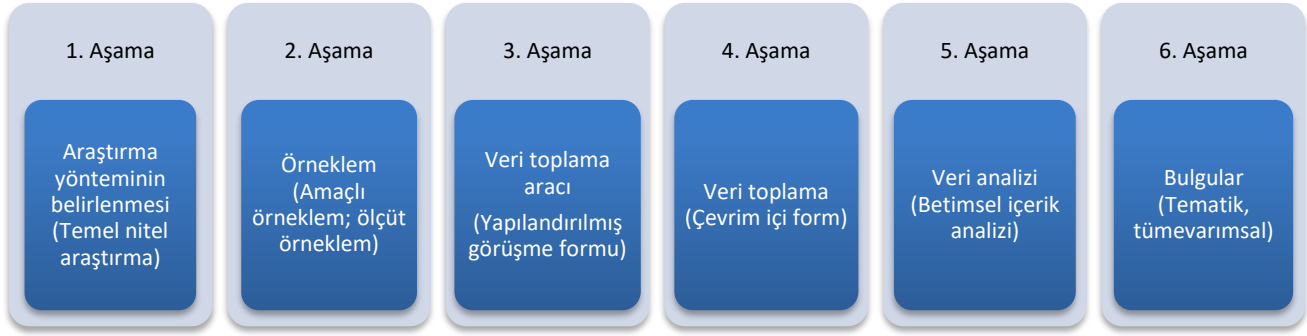 1. Aşama
Araştırma
yönteminin
belirlenmesi
(Temel nitel
araştırma)
2. Aşama
Örneklem
(Amaçlı
örneklem; ölçüt
örneklem)
3. Aşama
Veri toplama
aracı
(Yapılandırılmış
görüşme formu)
4. Aşama
Veri toplama
(Çevrim içi form)
5. Aşama
Veri analizi
(Betimsel içerik
analizi)
6. Aşama
Bulgular
(Tematik,
tümevarımsal)